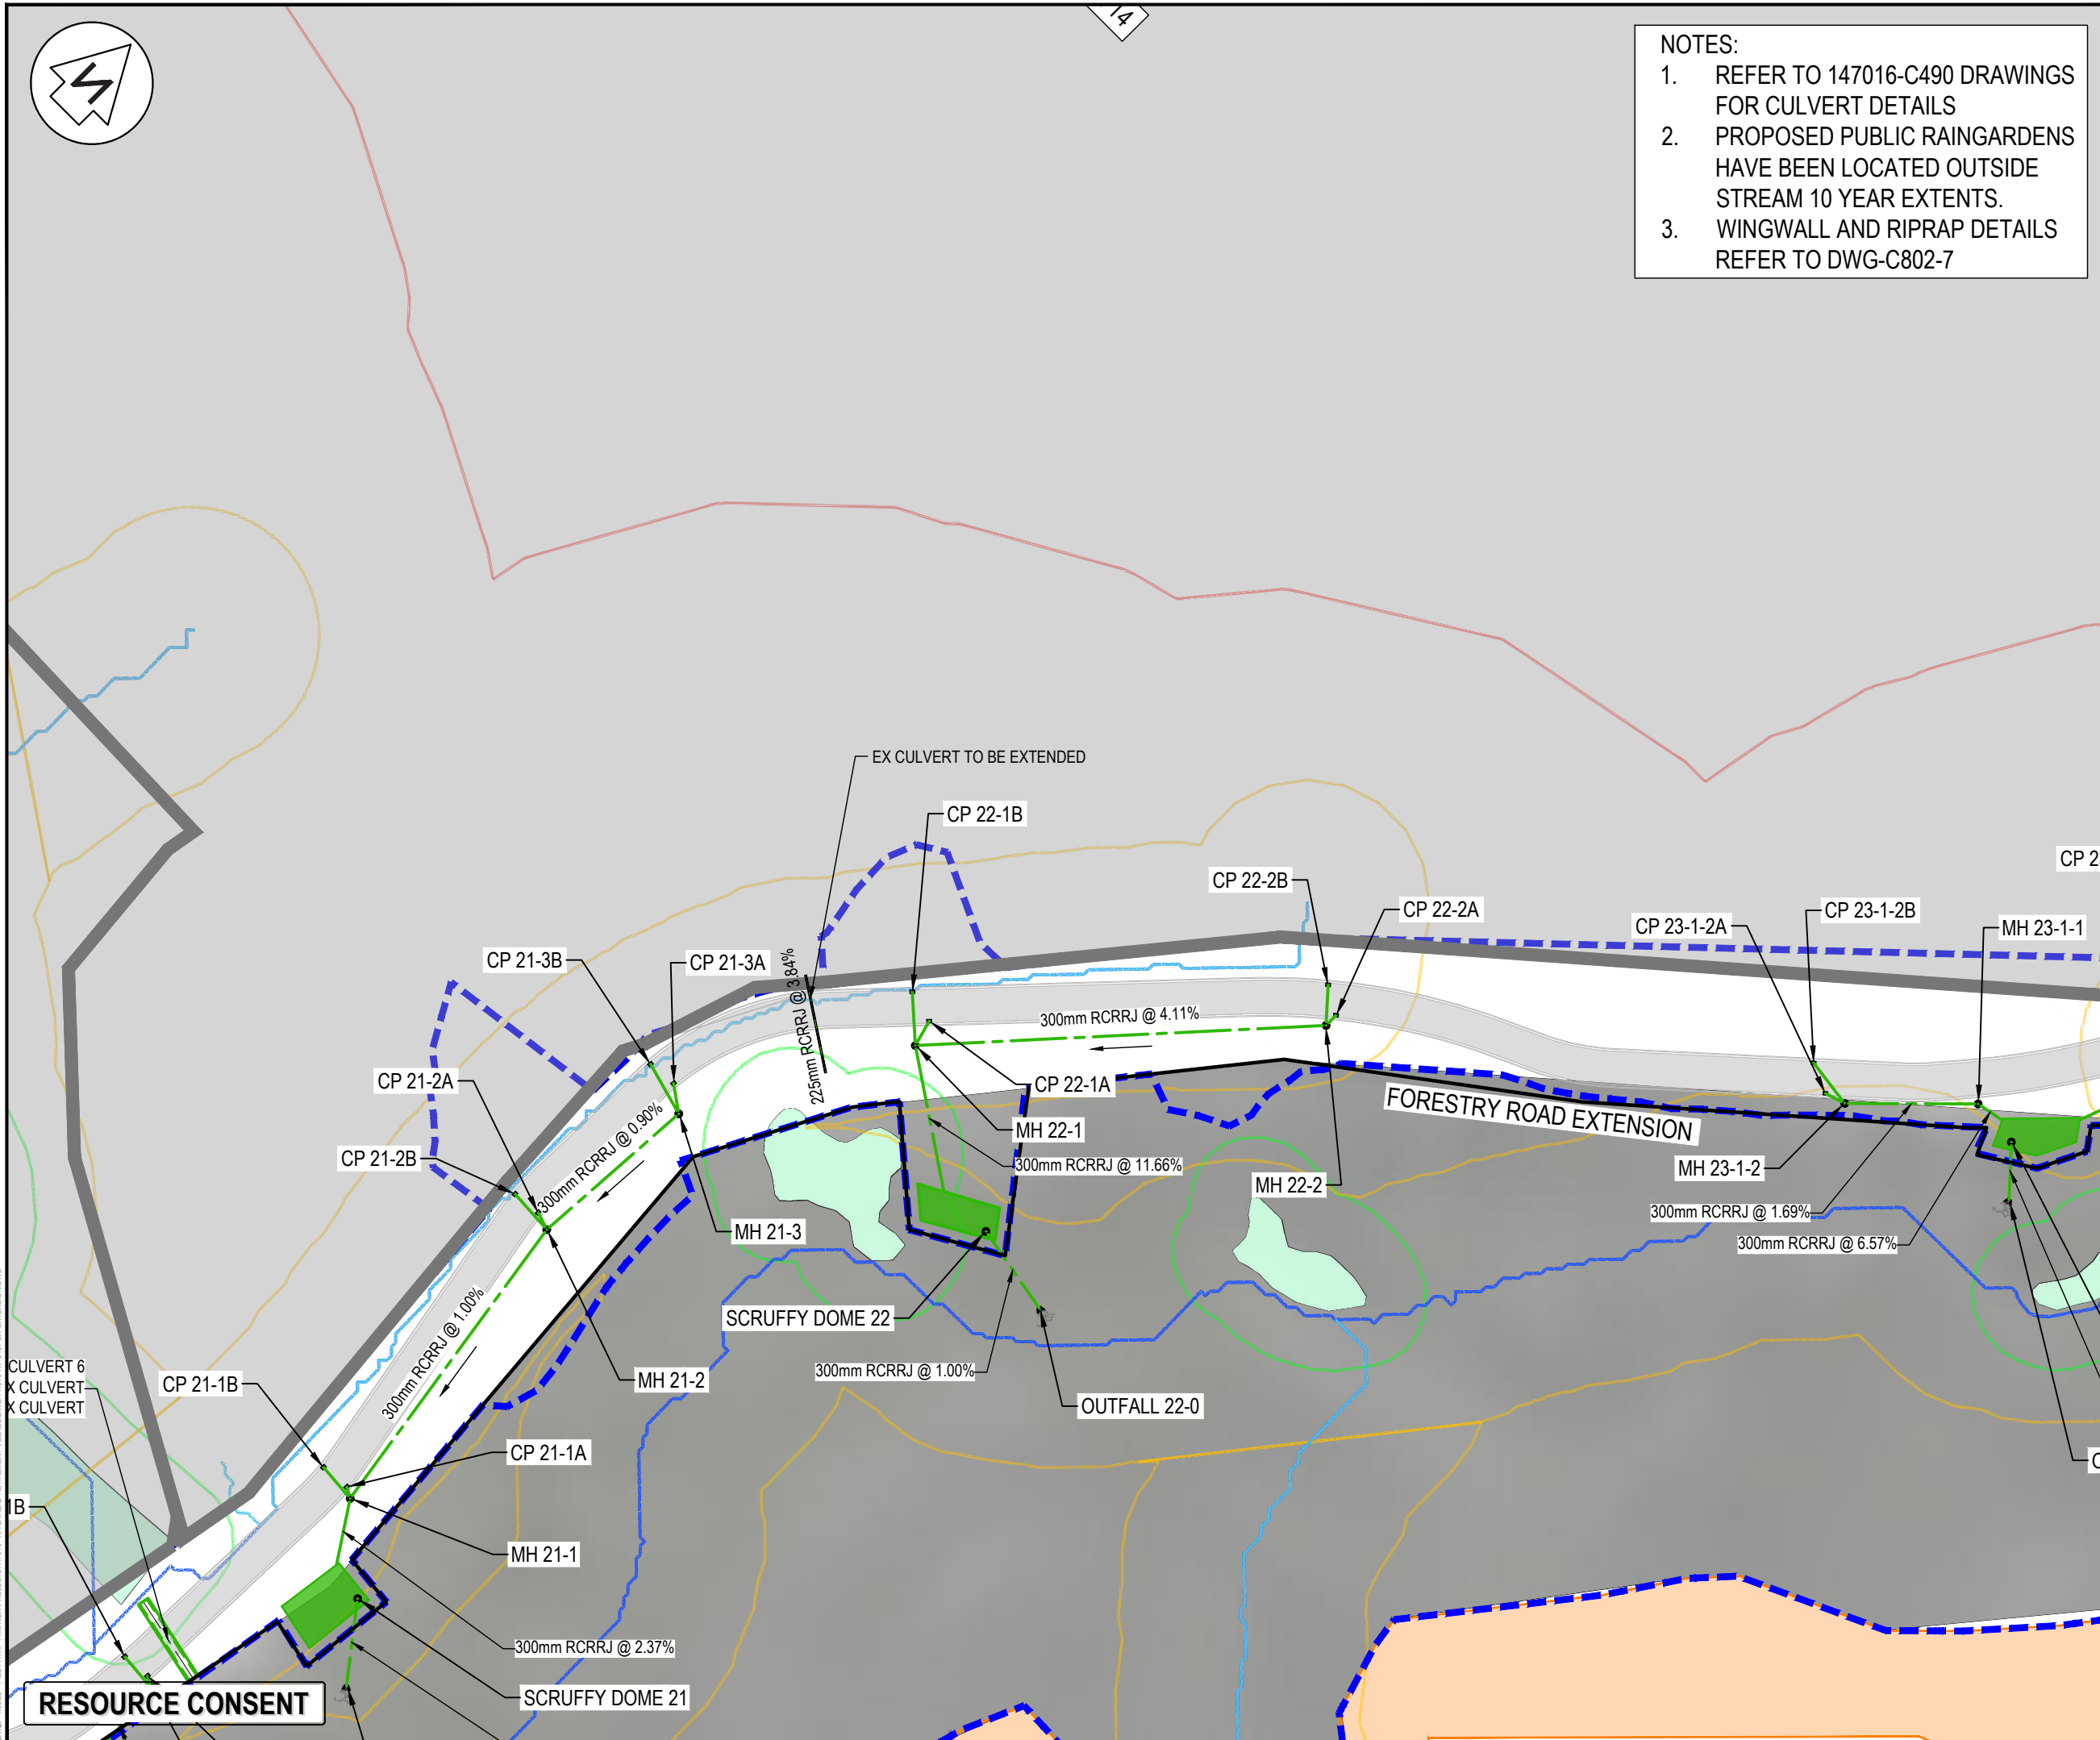 14
N
NOTES:
1. REFER TO 147016-C490 DRAWINGS
FOR CULVERT DETAILS
2. PROPOSED PUBLIC RAINGARDENS
HAVE BEEN LOCATED OUTSIDE
STREAM 10 YEAR EXTENTS.
3. WINGWALL AND RIPRAP DETAILS
REFER TO DWG-C802-7
EX CULVERT TO BE EXTENDED
CP 22-1B
CP 2
CP 22-2B
CP 22-2A
CP 23-1-2B
CP 23-1-2A
MH 23-1-1
CP 21-3B
CP 21-3A
225mm RCRRJ @ 3.84%
300mm RCRRJ @ 4.11%
CP 21-2A
CP 22-1A
FORESTRY ROAD EXTENSION
MH 22-1
300mm RCRRJ @ 0.90%
CP 21-2B
300mm RCRRJ @ 11.66%
MH 23-1-2
MH 22-2
300mm RCRRJ @ 1.69%
MH 21-3
300mm RCRRJ @ 6.57%
SCRUFFY DOME 22
300mm RCRRJ @ 1.00%
CULVERT 6
X CULVERT
X CULVERT
CP 21-1B
MH 21-2
300mm RCRRJ @ 1.00%
OUTFALL 22-0
CP 21-1A
C
1B
MH 21-1
300mm RCRRJ @ 2.37%
SCRUFFY DOME 21
RESOURCE CONSENT